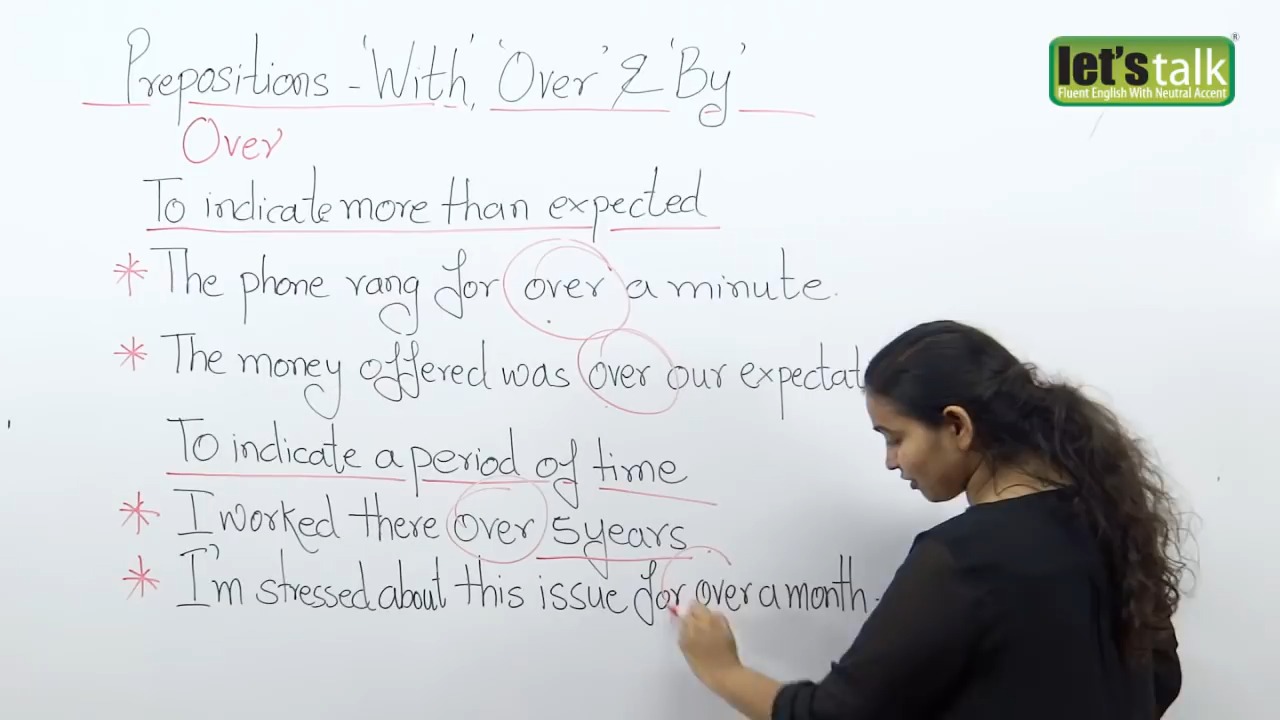 Prepositions - 'With', 'Over' & 'By'
let's talk
®
Fluent English With Neutral Accent
Over
To indicate more than expected
* The phone rang for over a minute.
* The money offered was over our
To indicate a period of time
* I worked there over 5 years
* I'm stressed about this issue for over a month.